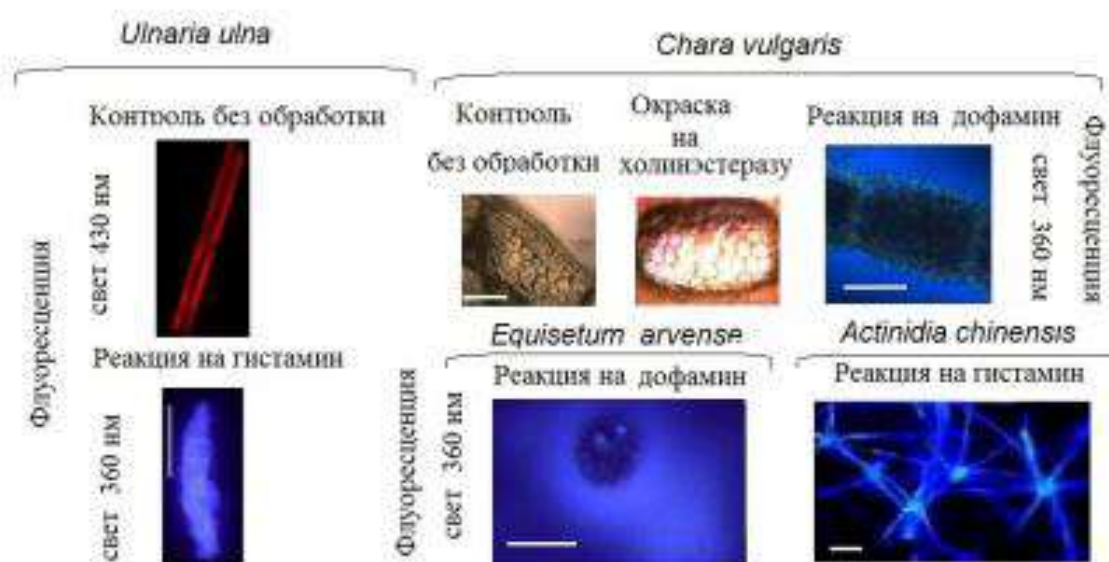 Ulnaria ulna
Chara vulgaris
Контроль без обработки
Флуоресценция
свет 430 нм
Реакция на гистамин
свет 360 нм
Контроль
без обработки
Окраска
на
холинэстеразу
Реакция на дофамин
свет 360 нм
Флуоресценция
Equisetum arvense
Реакция на дофамин
Флуоресценция
свет 360 нм
Actinidia chinensis
Реакция на гистамин